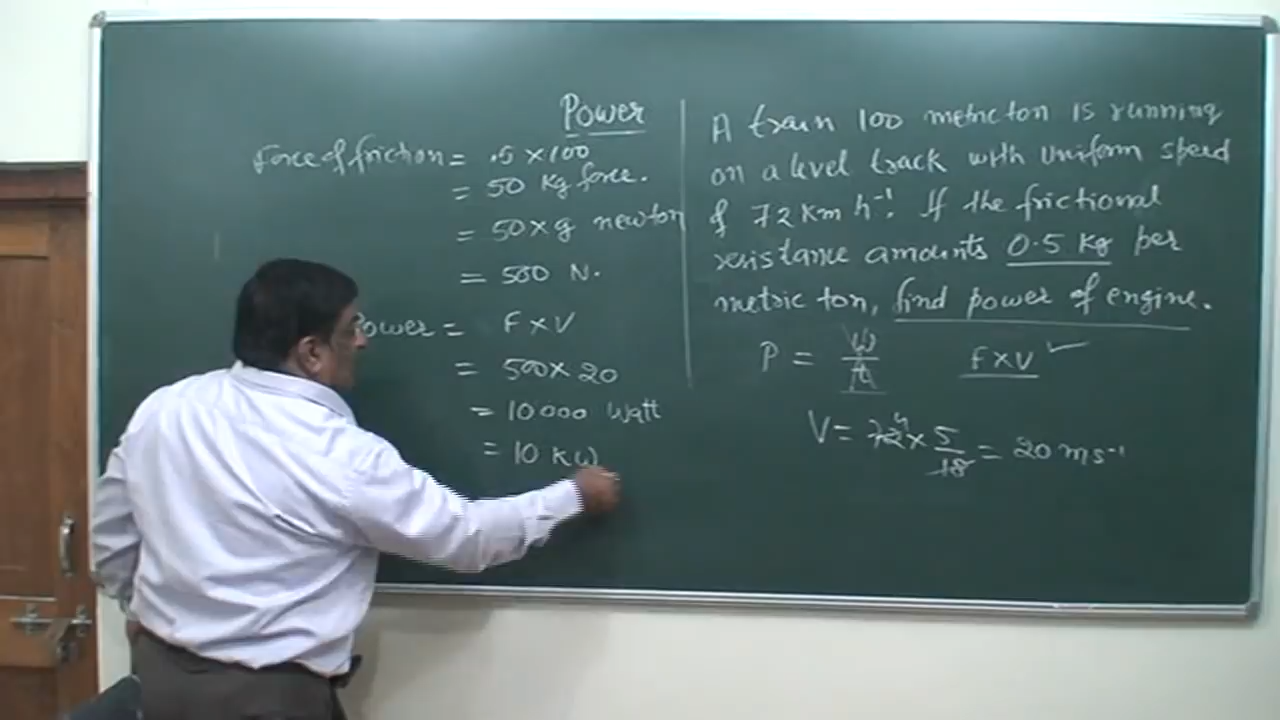 Power
Force of friction = .5 × 100
= 50 Kg force.
= 50 × g newton
= 500 N.
Power = F × V
= 500 × 20
= 10000 Watt
= 10 KW
A train 100 metric ton is running
on a level track with uniform speed
of 72 Km h⁻¹. If the frictional
resistance amounts 0.5 Kg per
metric ton, find power of engine.
P = W/t F × V ✓
V = 72 4 × 5/18 = 20 m s⁻¹